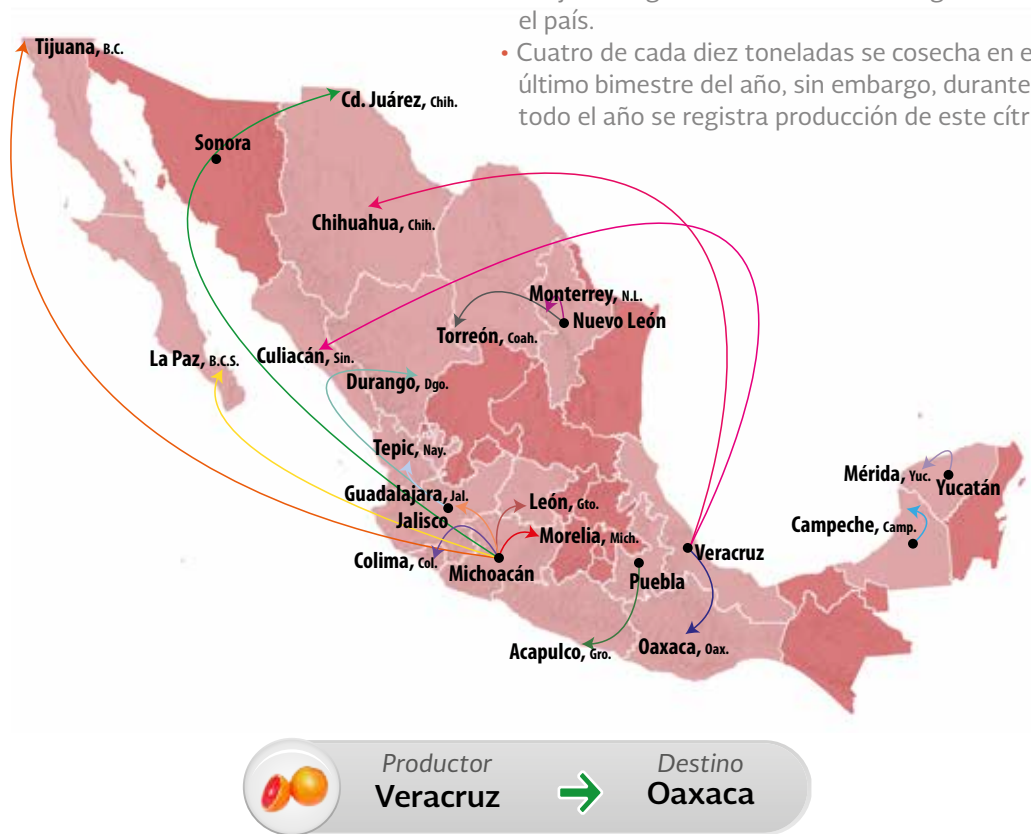 el país.
• Cuatro de cada diez toneladas se cosecha en e
último bimestre del año, sin embargo, durante
todo el año se registra producción de este cítr
Tijuana, B.C.
Cd. Juárez, Chih.
Sonora
Chihuahua, Chih.
Monterrey, N.L.
Nuevo León
Torreón, Coah.
La Paz, B.C.S.
Culiacán, Sin.
Durango, Dgo.
Tepic, Nay.
Mérida, Yuc.
Yucatán
Guadalajara, Jal.
León, Gto.
Jalisco
Campeche, Camp.
Morelia, Mich.
Veracruz
Colima, Col.
Michoacán
Puebla
Acapulco, Gro.
Oaxaca, Oax.
Productor
Veracruz
Destino
Oaxaca